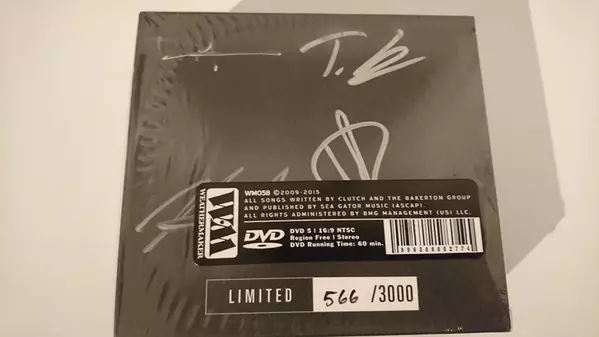 WM058 ©2009-2015
ALL SONGS WRITTEN BY CLUTCH AND THE BAKERTON GROUP
AND PUBLISHED BY SEA GATOR MUSIC (ASCAP).
ALL RIGHTS ADMINISTERED BY BMG MANAGEMENT (US) LLC.
WEATHERMAKER
DVD
VIDEO
DVD 5 | 16:9 NTSC
Region Free | Stereo
DVD Running Time: 60 min.
LIMITED 566 /3000